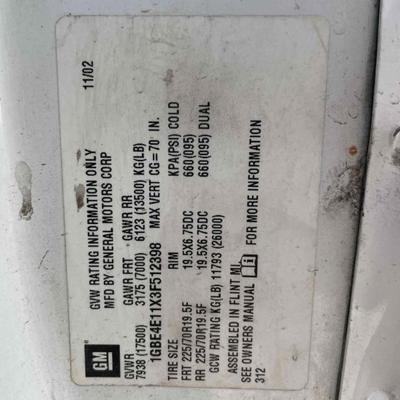 GM
GVW RATING INFORMATION ONLY
MFD BY GENERAL MOTORS CORP
11/02
GVWR GAWR FRT GAWR RR
7938 (17500) 3175 (7000) 6123 (13500) KG(LB)
1GBE4E11X3F512398 MAX VERT CG=70 IN.
TIRE SIZE RIM KPA(PSI) COLD
FRT 225/70R19.5F 19.5X6.75DC 660(095)
RR 225/70R19.5F 19.5X6.75DC 660(095) DUAL
GCW RATING KG(LB) 11793 (26000)
ASSEMBLED IN FLINT MI.
SEE OWNERS MANUAL i FOR MORE INFORMATION
312